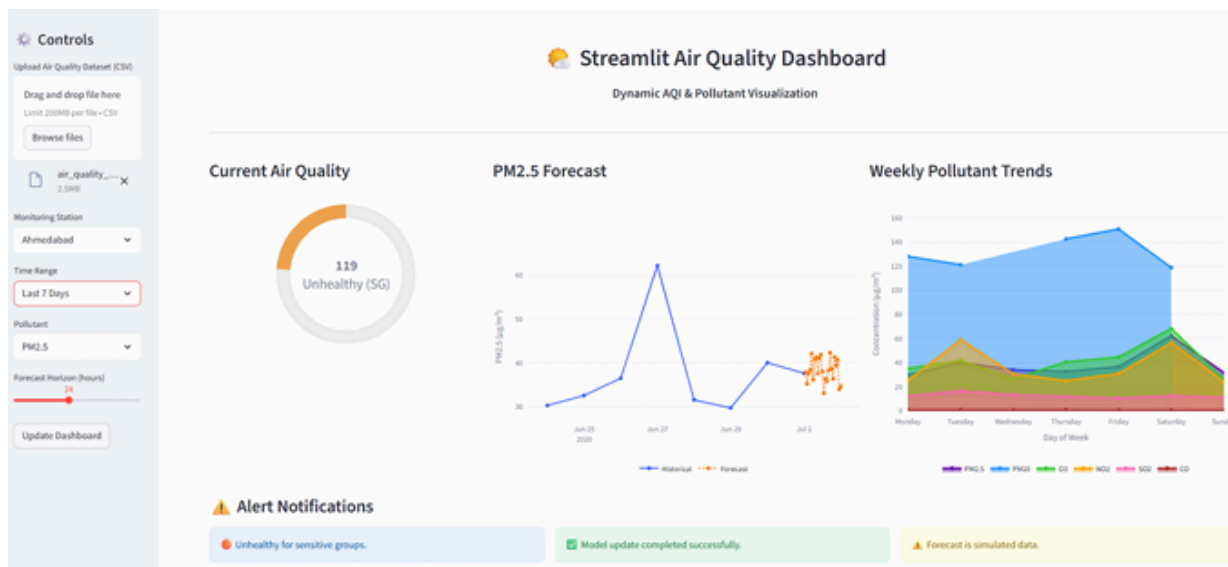 Controls
Upload Air Quality Dataset (CSV)
Drag and drop file here
Limit 200MB per file • CSV
Browse files
air_quality_...
2.5MB
Monitoring Station
Ahmedabad
Time Range
Last 7 Days
Pollutant
PM2.5
Forecast Horizon (hours)
24
Update Dashboard
Streamlit Air Quality Dashboard
Dynamic AQI & Pollutant Visualization
Current Air Quality
119
Unhealthy (SG)
PM2.5 Forecast
PM2.5 (µg/m³)
60
50
40
30
Jun 25
2020
Jun 27
Jun 29
Jul 1
Historical
Forecast
Weekly Pollutant Trends
Concentration (µg/m³)
160
140
120
100
80
60
40
20
0
Monday
Tuesday
Wednesday
Thursday
Friday
Saturday
Sund
Day of Week
PM2.5
PM10
O3
NO2
SO2
CO
Alert Notifications
Unhealthy for sensitive groups.
Model update completed successfully.
Forecast is simulated data.